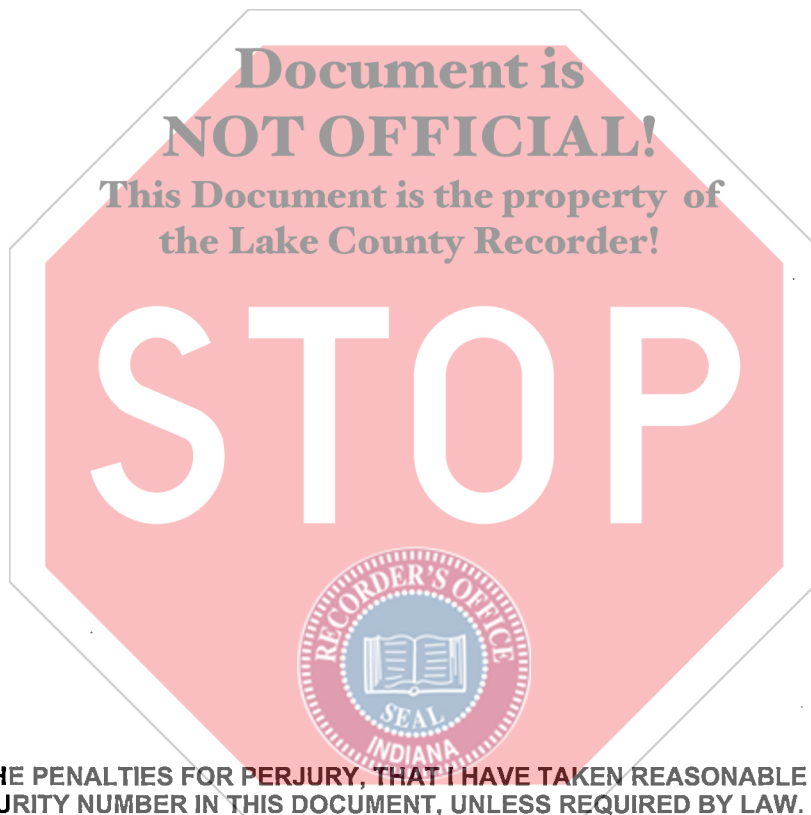 Document is
NOT OFFICIAL!
This Document is the property of
the Lake County Recorder!
STOP
RECORDER'S OFFICE
SEAL
INDIANA
HE PENALTIES FOR PERJURY, THAT I HAVE TAKEN REASONABLE
URITY NUMBER IN THIS DOCUMENT, UNLESS REQUIRED BY LAW.